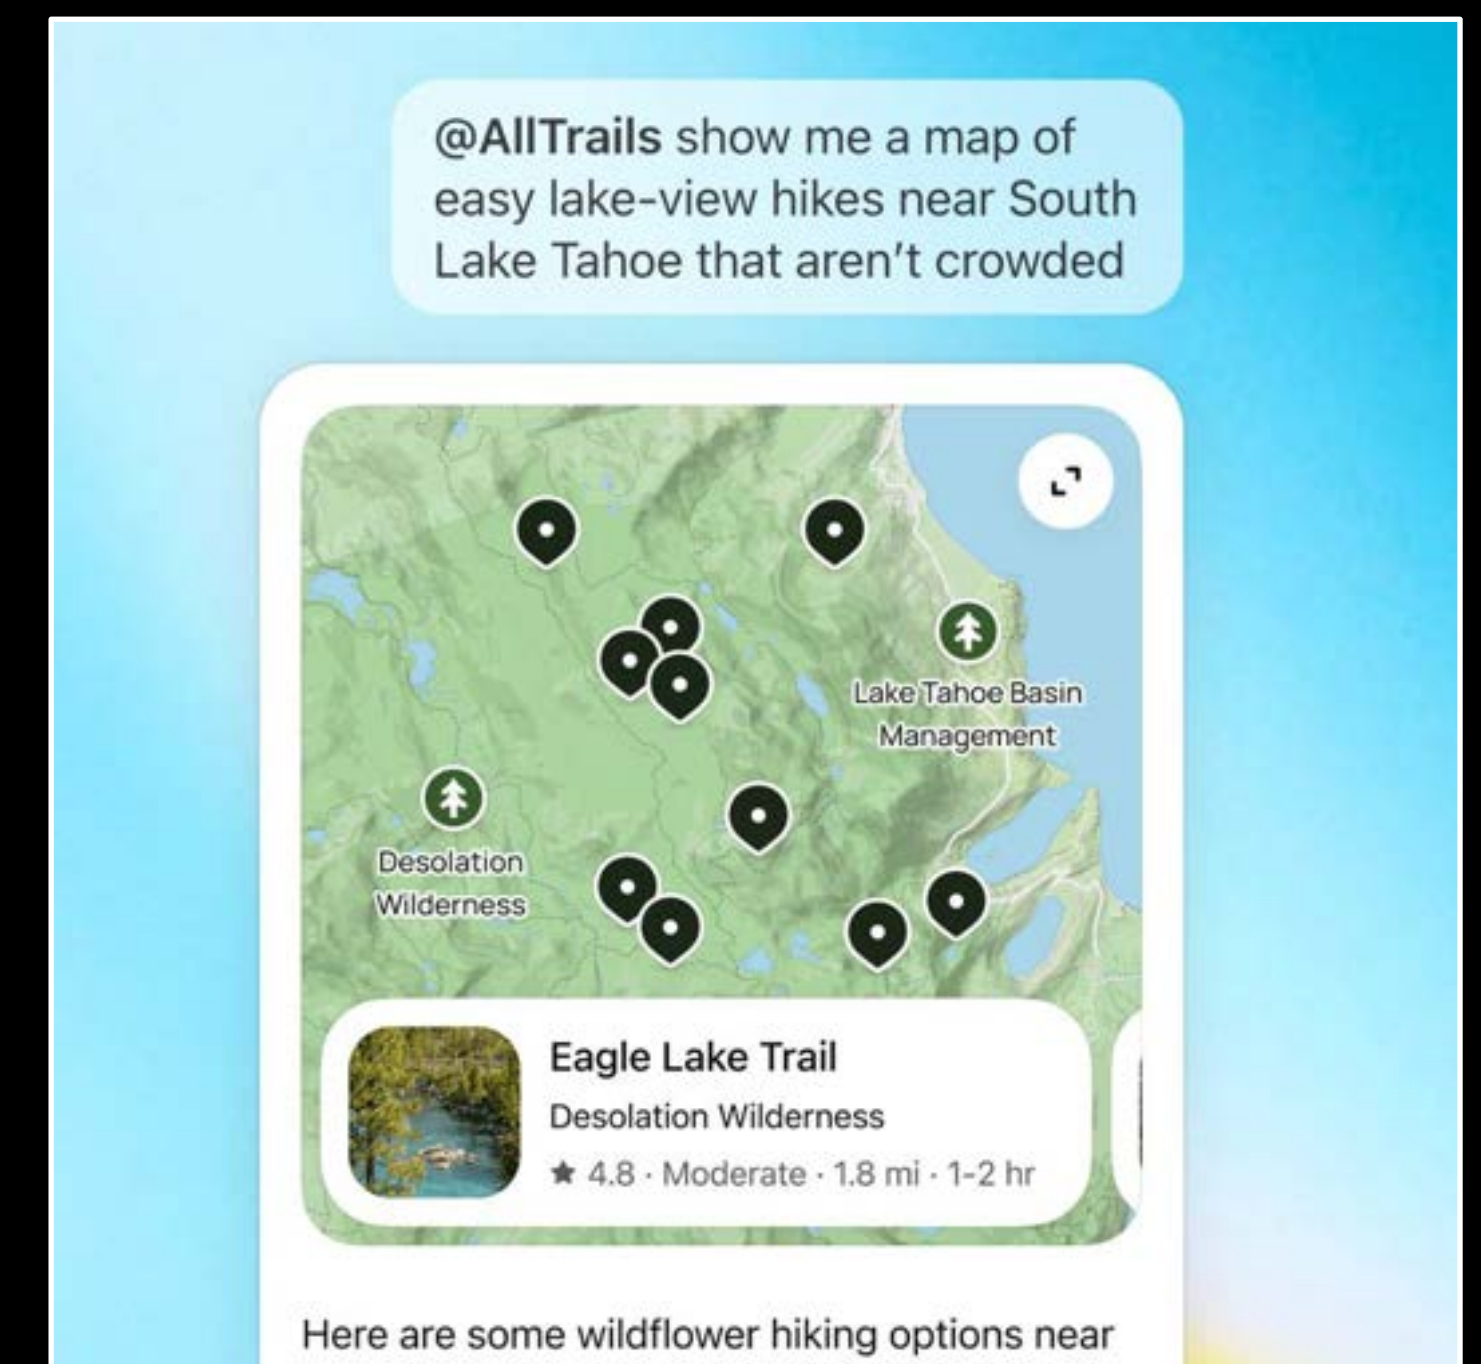 @AllTrails show me a map of
easy lake-view hikes near South
Lake Tahoe that aren’t crowded
Lake Tahoe Basin
Management
Desolation
Wilderness
Eagle Lake Trail
Desolation Wilderness
★ 4.8 · Moderate · 1.8 mi · 1-2 hr
Here are some wildflower hiking options near